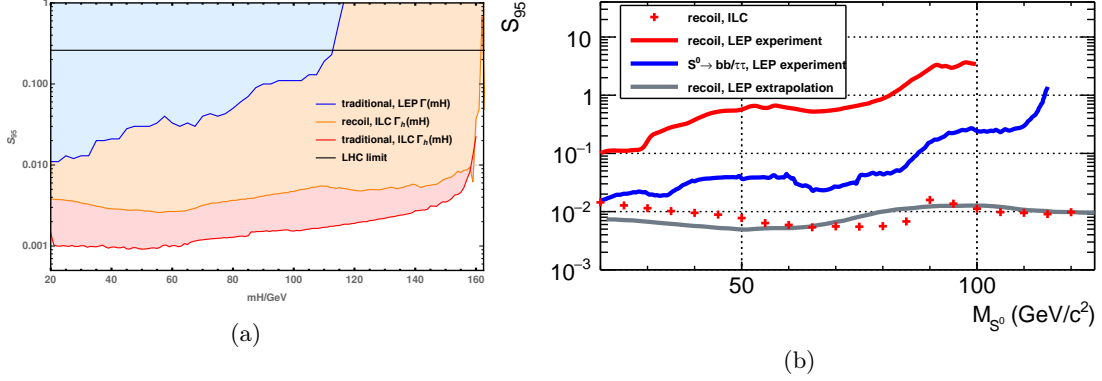 1
0.100
0.010
0.001
S95
20
40
60
80
100
120
140
160
mH/GeV
traditional, LEP Γ(mH)
recoil, ILC Γh(mH)
traditional, ILC Γh(mH)
LHC limit
(a)
S95
10
1
10−1
10−2
10−3
recoil, ILC
recoil, LEP experiment
S0→ bb/ττ, LEP experiment
recoil, LEP extrapolation
50
100
MS0 (GeV/c2)
(b)